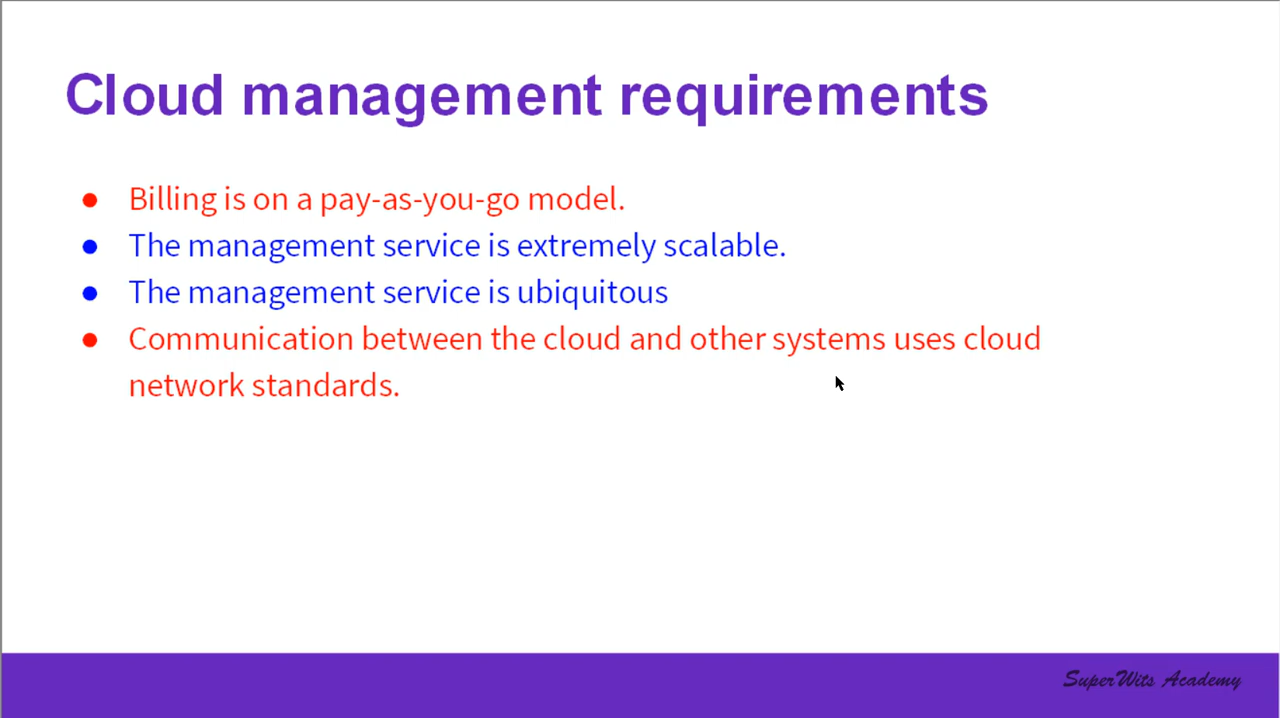 Cloud management requirements
● Billing is on a pay-as-you-go model.
● The management service is extremely scalable.
● The management service is ubiquitous
● Communication between the cloud and other systems uses cloud
network standards.
SuperWits Academy